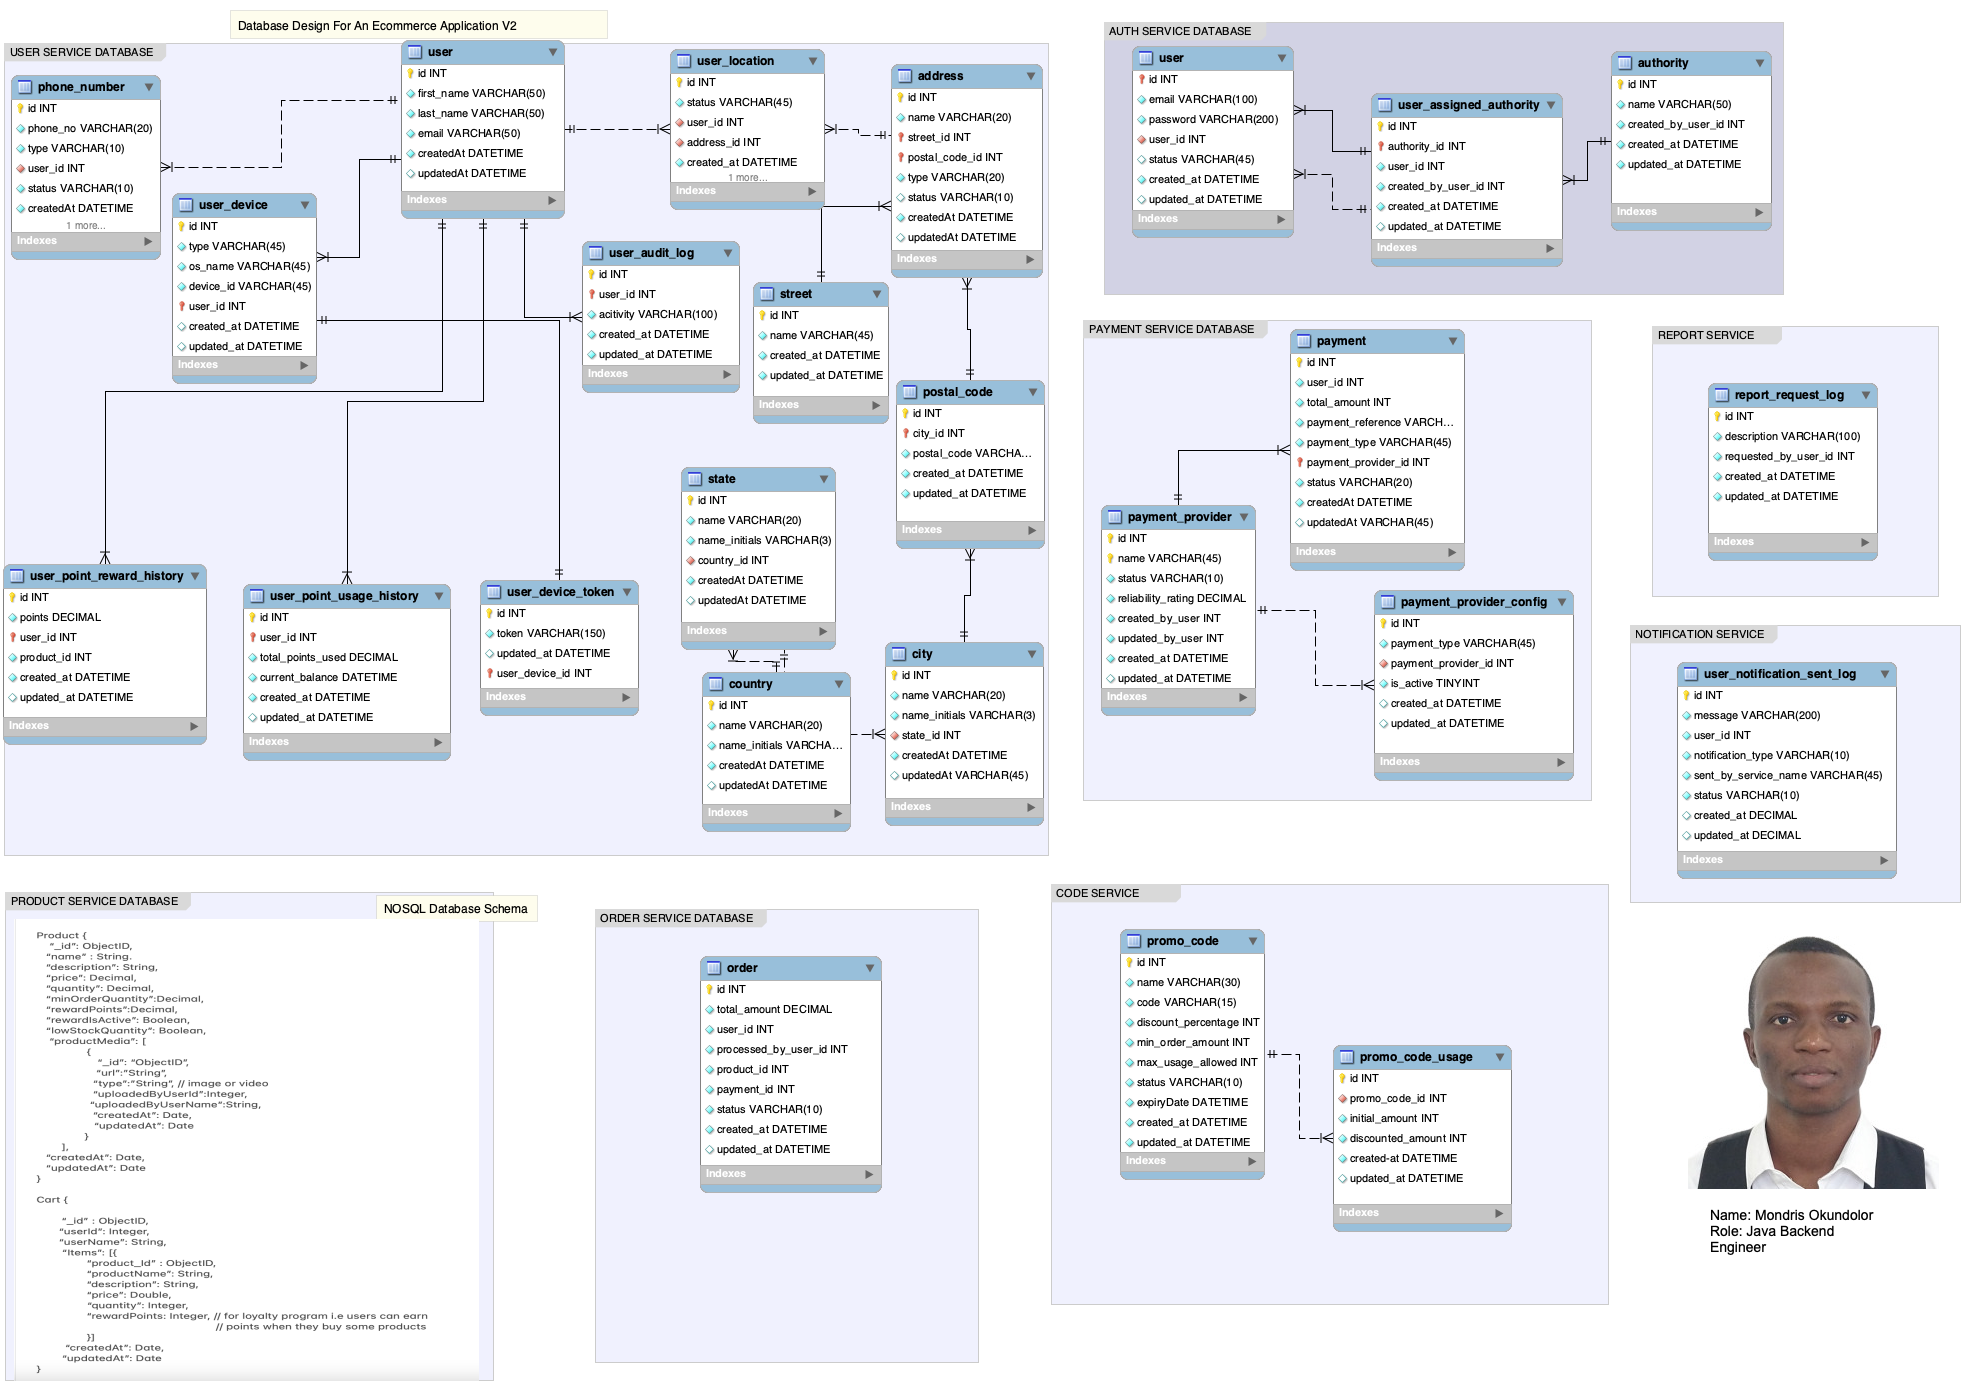 Database Design For An Ecommerce Application V2
USER SERVICE DATABASE
phone_number
id INT
phone_no VARCHAR(20)
type VARCHAR(10)
user_id INT
status VARCHAR(10)
createdAt DATETIME
1 more...
Indexes
user
id INT
first_name VARCHAR(50)
last_name VARCHAR(50)
email VARCHAR(50)
createdAt DATETIME
updatedAt DATETIME
Indexes
user_location
id INT
status VARCHAR(45)
user_id INT
address_id INT
created_at DATETIME
1 more...
Indexes
address
id INT
name VARCHAR(20)
street_id INT
postal_code_id INT
type VARCHAR(20)
status VARCHAR(10)
createdAt DATETIME
updatedAt DATETIME
Indexes
user_device
id INT
type VARCHAR(45)
os_name VARCHAR(45)
device_id VARCHAR(45)
user_id INT
created_at DATETIME
updated_at DATETIME
Indexes
user_audit_log
id INT
user_id INT
acitivity VARCHAR(100)
created_at DATETIME
updated_at DATETIME
Indexes
street
id INT
name VARCHAR(45)
created_at DATETIME
updated_at DATETIME
Indexes
postal_code
id INT
city_id INT
postal_code VARCHA...
created_at DATETIME
updated_at DATETIME
Indexes
state
id INT
name VARCHAR(20)
name_initials VARCHAR(3)
country_id INT
createdAt DATETIME
updatedAt DATETIME
Indexes
user_point_reward_history
id INT
points DECIMAL
user_id INT
product_id INT
created_at DATETIME
updated_at DATETIME
Indexes
user_point_usage_history
id INT
user_id INT
total_points_used DECIMAL
current_balance DATETIME
created_at DATETIME
updated_at DATETIME
Indexes
user_device_token
id INT
token VARCHAR(150)
updated_at DATETIME
user_device_id INT
Indexes
country
id INT
name VARCHAR(20)
name_initials VARCHA...
createdAt DATETIME
updatedAt DATETIME
Indexes
city
id INT
name VARCHAR(20)
name_initials VARCHAR(3)
state_id INT
createdAt DATETIME
updatedAt VARCHAR(45)
Indexes
AUTH SERVICE DATABASE
user
id INT
email VARCHAR(100)
password VARCHAR(200)
user_id INT
status VARCHAR(45)
created_at DATETIME
updated_at DATETIME
Indexes
user_assigned_authority
id INT
authority_id INT
user_id INT
created_by_user_id INT
created_at DATETIME
updated_at DATETIME
Indexes
authority
id INT
name VARCHAR(50)
created_by_user_id INT
created_at DATETIME
updated_at DATETIME
Indexes
PAYMENT SERVICE DATABASE
payment
id INT
user_id INT
total_amount INT
payment_reference VARCH...
payment_type VARCHAR(45)
payment_provider_id INT
status VARCHAR(20)
createdAt DATETIME
updatedAt VARCHAR(45)
Indexes
payment_provider
id INT
name VARCHAR(45)
status VARCHAR(10)
reliability_rating DECIMAL
created_by_user INT
updated_by_user INT
created_at DATETIME
updated_at DATETIME
Indexes
payment_provider_config
id INT
payment_type VARCHAR(45)
payment_provider_id INT
is_active TINYINT
created_at DATETIME
updated_at DATETIME
Indexes
REPORT SERVICE
report_request_log
id INT
description VARCHAR(100)
requested_by_user_id INT
created_at DATETIME
updated_at DATETIME
Indexes
NOTIFICATION SERVICE
user_notification_sent_log
id INT
message VARCHAR(200)
user_id INT
notification_type VARCHAR(10)
sent_by_service_name VARCHAR(45)
status VARCHAR(10)
created_at DECIMAL
updated_at DECIMAL
Indexes
PRODUCT SERVICE DATABASE
NOSQL Database Schema
Product {
"_id": ObjectID,
"name" : String.
"description": String,
"price": Decimal,
"quantity": Decimal,
"minOrderQuantity":Decimal,
"rewardPoints":Decimal,
"rewardIsActive": Boolean,
"lowStockQuantity": Boolean,
"productMedia": [
{
"_id": "ObjectID",
"url":"String",
"type":"String", // image or video
"uploadedByUserId":Integer,
"uploadedByUserName":String,
"createdAt": Date,
"updatedAt": Date
}
],
"createdAt": Date,
"updatedAt": Date
}
Cart {
"_id" : ObjectID,
"userId": Integer,
"userName": String,
"Items": [{
"product_Id" : ObjectID,
"productName": String,
"description": String,
"price": Double,
"quantity": Integer,
"rewardPoints: Integer, // for loyalty program i.e users can earn
// points when they buy some products
}]
"createdAt": Date,
"updatedAt": Date
}
ORDER SERVICE DATABASE
order
id INT
total_amount DECIMAL
user_id INT
processed_by_user_id INT
product_id INT
payment_id INT
status VARCHAR(10)
created_at DATETIME
updated_at DATETIME
Indexes
CODE SERVICE
promo_code
id INT
name VARCHAR(30)
code VARCHAR(15)
discount_percentage INT
min_order_amount INT
max_usage_allowed INT
status VARCHAR(10)
expiryDate DATETIME
created_at DATETIME
updated_at DATETIME
Indexes
promo_code_usage
id INT
promo_code_id INT
initial_amount INT
discounted_amount INT
created-at DATETIME
updated_at DATETIME
Indexes
Name: Mondris Okundolor
Role: Java Backend
Engineer